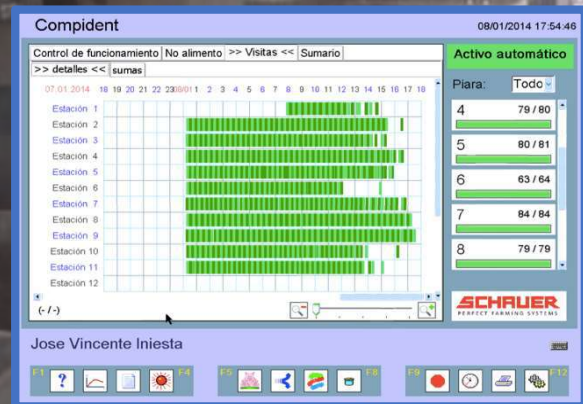 Compident
08/01/2014 17:54:46
Control de funcionamiento No alimento >> Visitas << Sumario
>> detalles << sumas
07.01.2014 18 19 20 21 22 23 08/01 1 2 3 4 5 6 7 8 9 10 11 12 13 14 15 16 17 18
Estación 1
Estación 2
Estación 3
Estación 4
Estación 5
Estación 6
Estación 7
Estación 8
Estación 9
Estación 10
Estación 11
Estación 12
(- / -)
Activo automático
Piara: Todo
4 79 / 80
5 80 / 81
6 63 / 64
7 84 / 84
8 79 / 79
SCHAUER
PERFECT FARMING SYSTEMS
Jose Vincente Iniesta
F1 ? F4 F5 F8 F9 F12